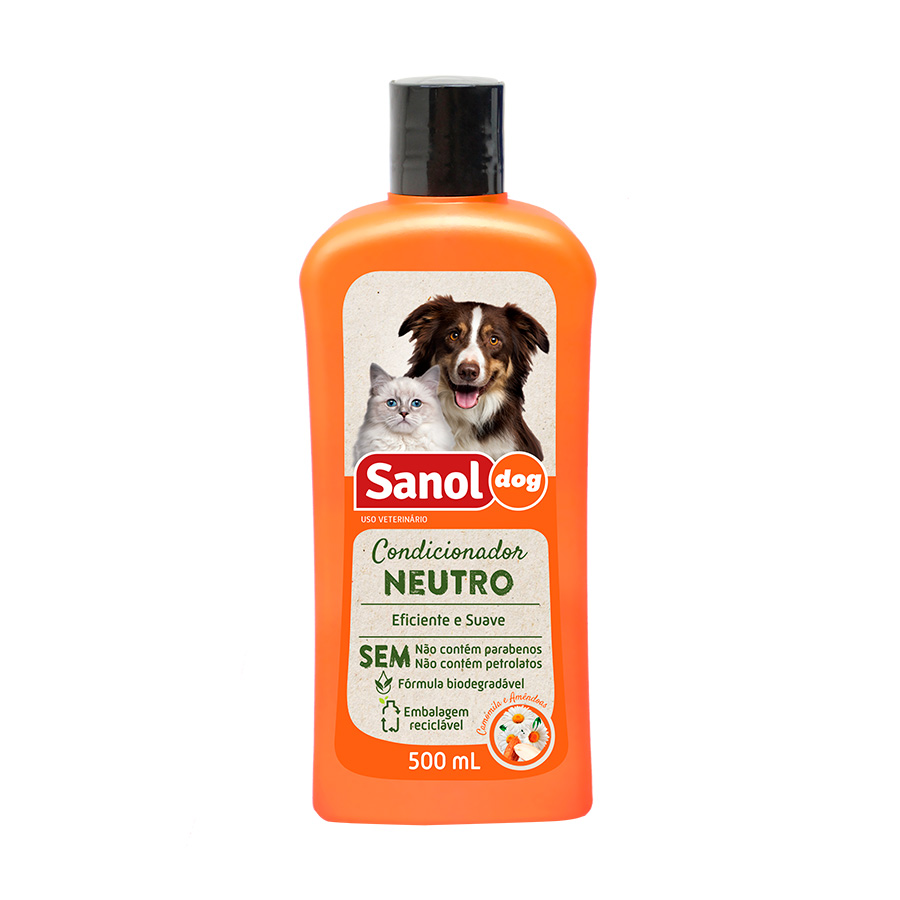 Sanol dog
USO VETERINÁRIO
Condicionador
NEUTRO
Eficiente e Suave
SEM Não contém parabenos
Não contém petrolatos
Fórmula biodegradável
Embalagem
reciclável
Camomila e Amêndoas
500 mL